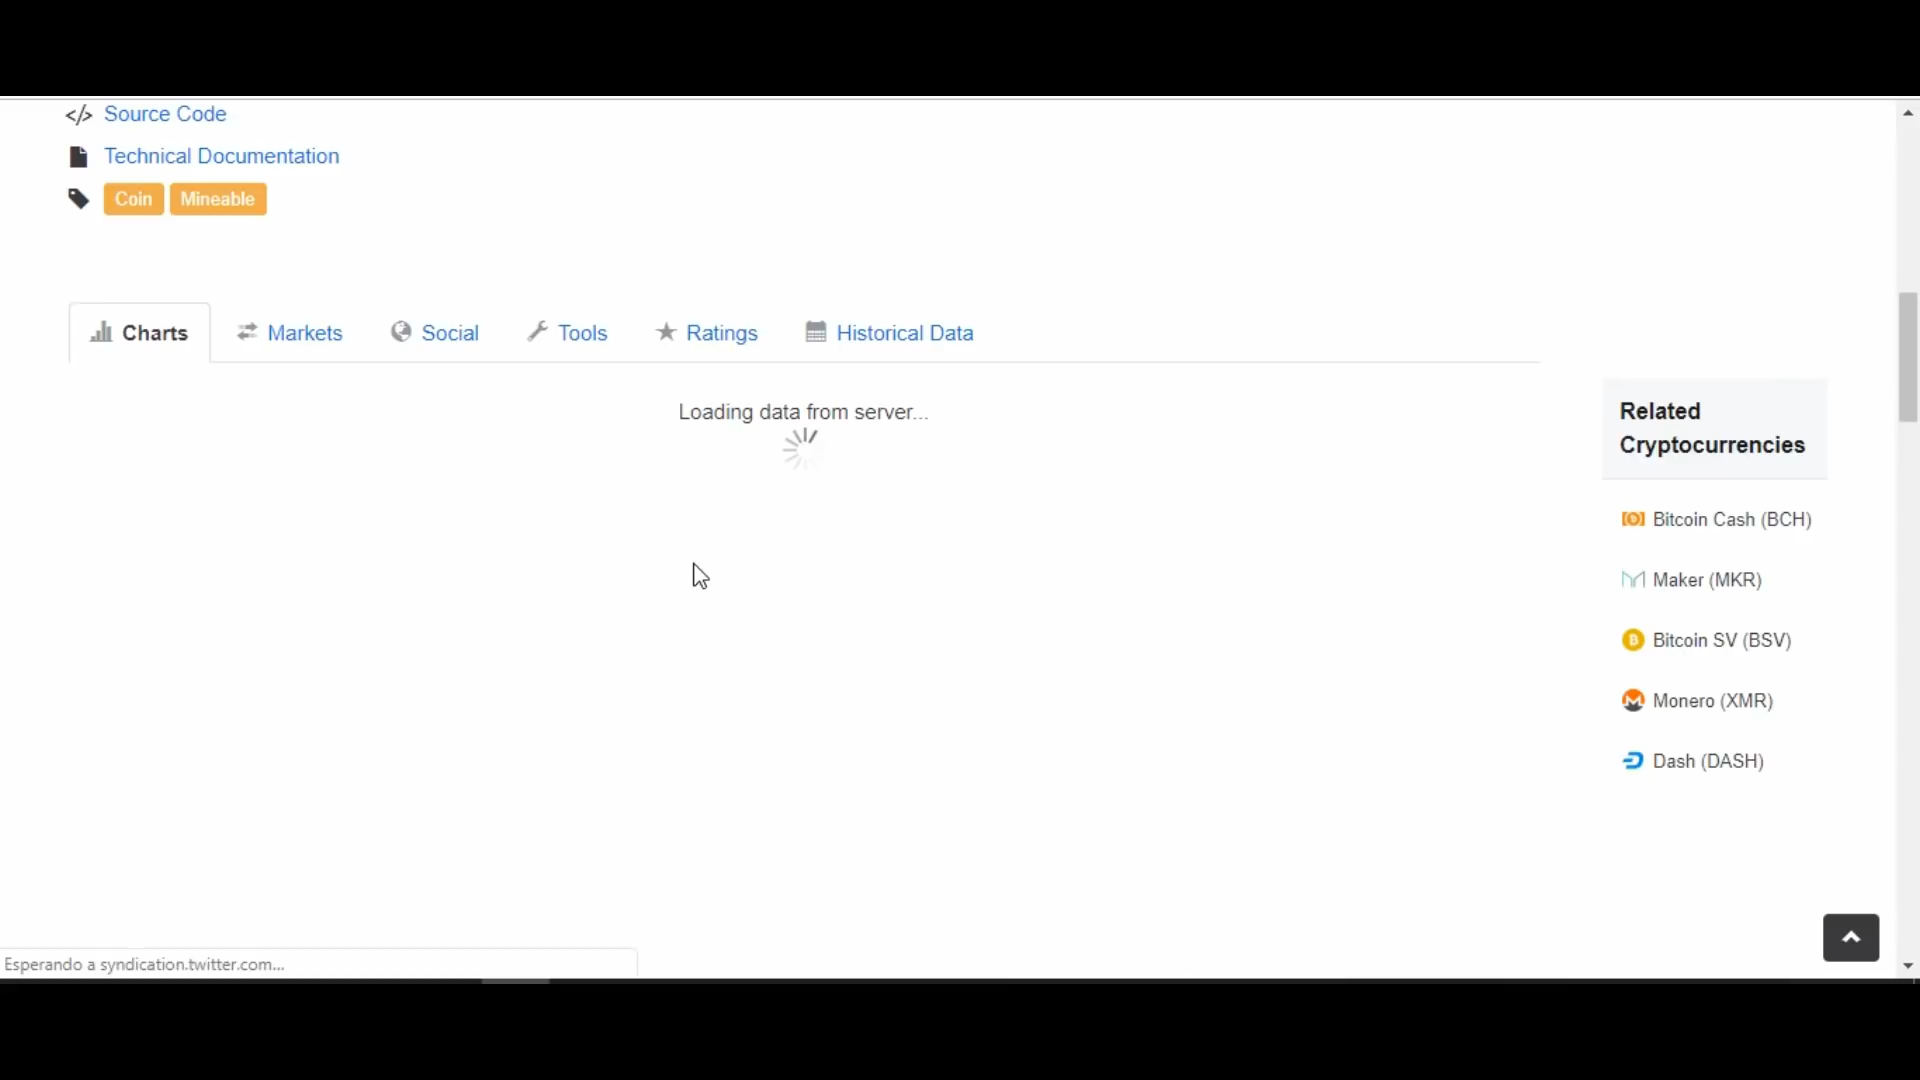 Source Code
Technical Documentation
Coin Mineable
Charts Markets Social Tools Ratings Historical Data
Loading data from server...
Related
Cryptocurrencies
Bitcoin Cash (BCH)
Maker (MKR)
Bitcoin SV (BSV)
Monero (XMR)
Dash (DASH)
Esperando a syndication.twitter.com...